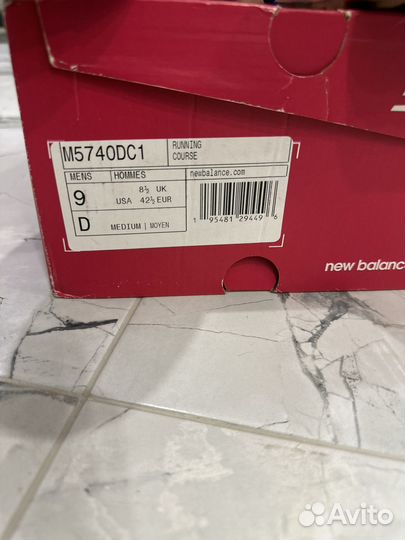 M5740DC1
RUNNING
COURSE
MENS
HOMMES
newbalance.com
9
8½ UK
USA 42½ EUR
D
MEDIUM | MOYEN
1 95481 29449 6
new balance
Avito